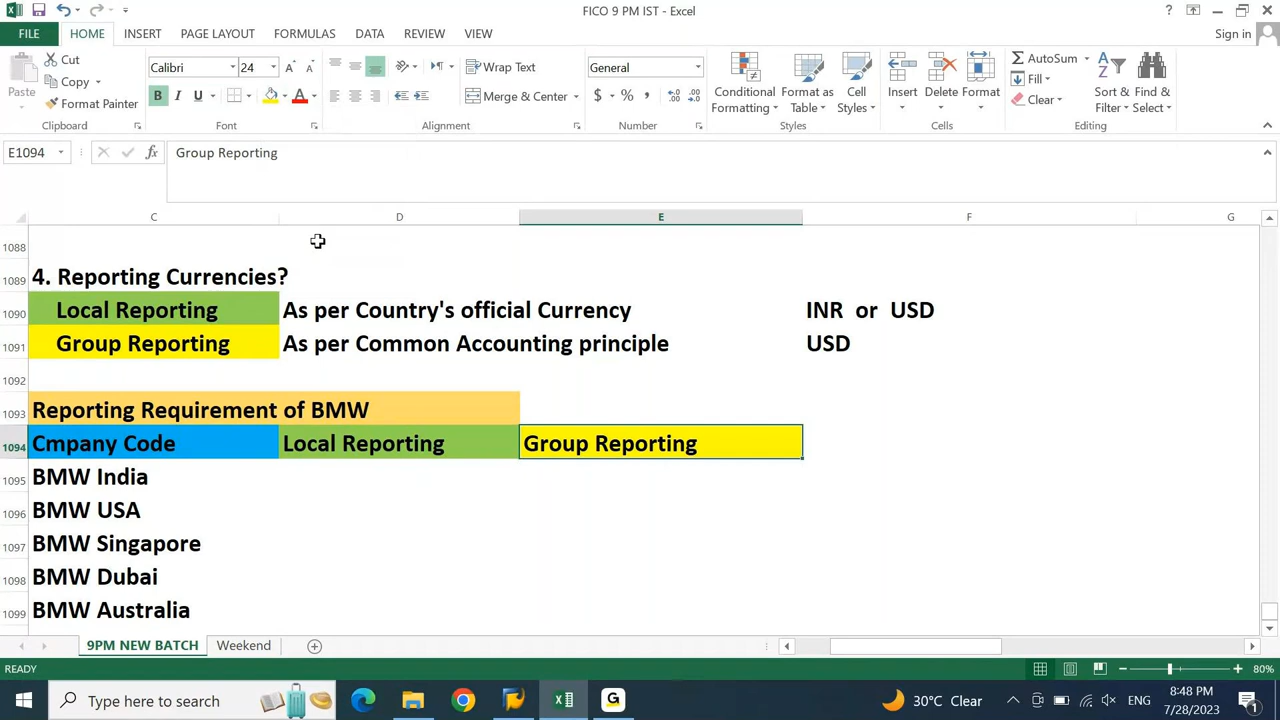 FICO 9 PM IST - Excel
FILE HOME INSERT PAGE LAYOUT FORMULAS DATA REVIEW VIEW Sign in
Paste Cut Copy Format Painter Clipboard
Calibri 24 B I U A A A Font
Wrap Text Merge & Center Alignment
General $ % , Number
Conditional Formatting Format as Table Cell Styles Styles
Insert Delete Format Cells
AutoSum Fill Clear Sort & Filter Find & Select Editing
E1094 fx Group Reporting
C D E F G
1088
1089 4. Reporting Currencies?
1090 Local Reporting As per Country's official Currency INR or USD
1091 Group Reporting As per Common Accounting principle USD
1092
1093 Reporting Requirement of BMW
1094 Cmpany Code Local Reporting Group Reporting
1095 BMW India
1096 BMW USA
1097 BMW Singapore
1098 BMW Dubai
1099 BMW Australia
9PM NEW BATCH Weekend
READY 80%
Type here to search 30°C Clear ENG 8:48 PM
7/28/2023 1